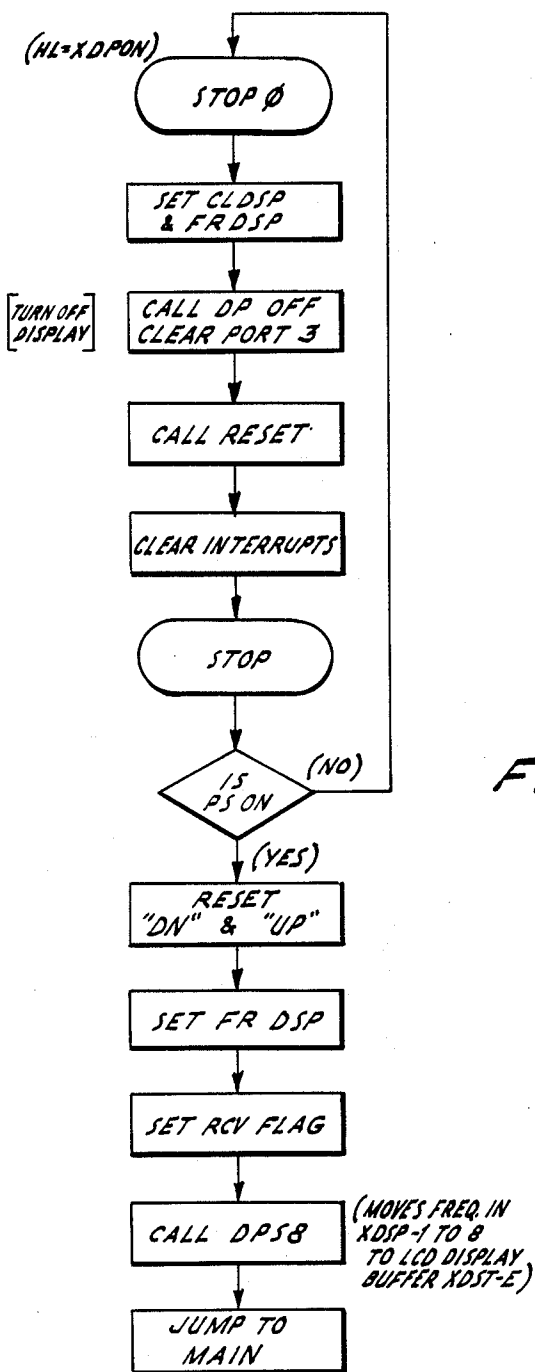 (HL=XDPON)
STOP Ø
SET CLDSP
& FRDSP
[TURN OFF
DISPLAY]
CALL DP OFF
CLEAR PORT 3
CALL RESET
CLEAR INTERRUPTS
STOP
IS
PS ON
(NO)
(YES)
RESET
"DN" & "UP"
SET FR DSP
SET RCV FLAG
CALL DPS8
(MOVES FREQ. IN
XDSP-1 TO 8
TO LCD DISPLAY
BUFFER XDST-E)
JUMP TO
MAIN